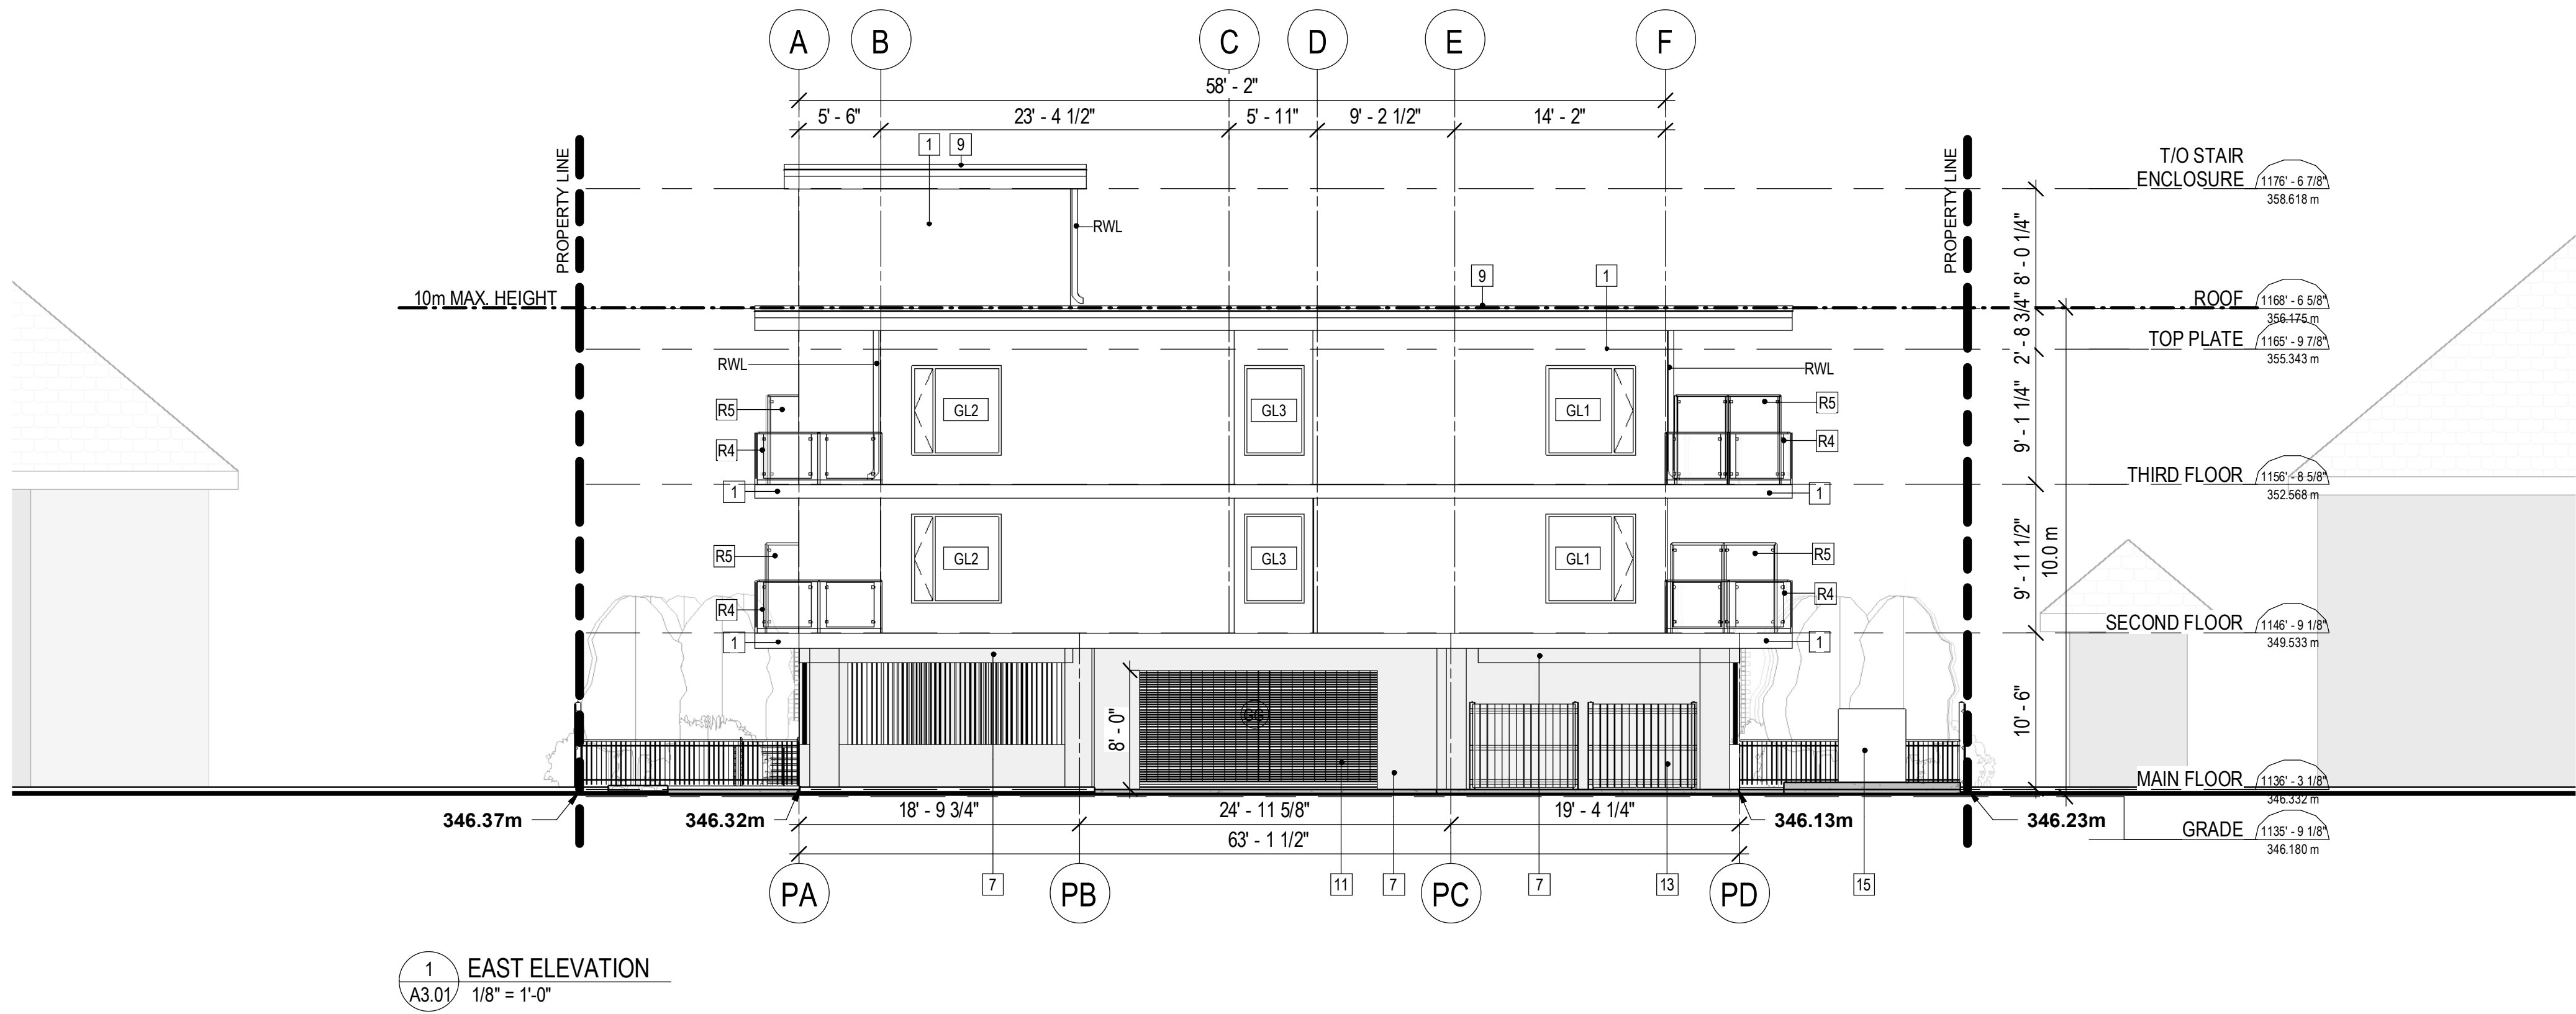 A B C D E F
58' - 2"
5' - 6" 23' - 4 1/2" 5' - 11" 9' - 2 1/2" 14' - 2"
1 9
PROPERTY LINE
PROPERTY LINE
T/O STAIR
ENCLOSURE 1176' - 6 7/8"
358.618 m
8' - 0 1/4"
RWL
9 1
10m MAX. HEIGHT
ROOF 1168' - 6 5/8"
356.175 m
2' - 8 3/4"
TOP PLATE 1165' - 9 7/8"
355.343 m
RWL RWL
R5 GL2 GL3 GL1 R5
R4 R4
9' - 1 1/4"
THIRD FLOOR 1156' - 8 5/8"
352.568 m
1 1
9' - 11 1/2"
10.0 m
R5 GL2 GL3 GL1 R5
R4 R4
SECOND FLOOR 1146' - 9 1/8"
349.533 m
1 1
7 7
8' - 0"
GG
10' - 6"
11 7 13 15
MAIN FLOOR 1136' - 3 1/8"
346.332 m
346.37m 346.32m 18' - 9 3/4" 24' - 11 5/8" 19' - 4 1/4" 346.13m 346.23m
GRADE 1135' - 9 1/8"
346.180 m
63' - 1 1/2"
PA PB PC PD
1 EAST ELEVATION
A3.01 1/8" = 1'-0"